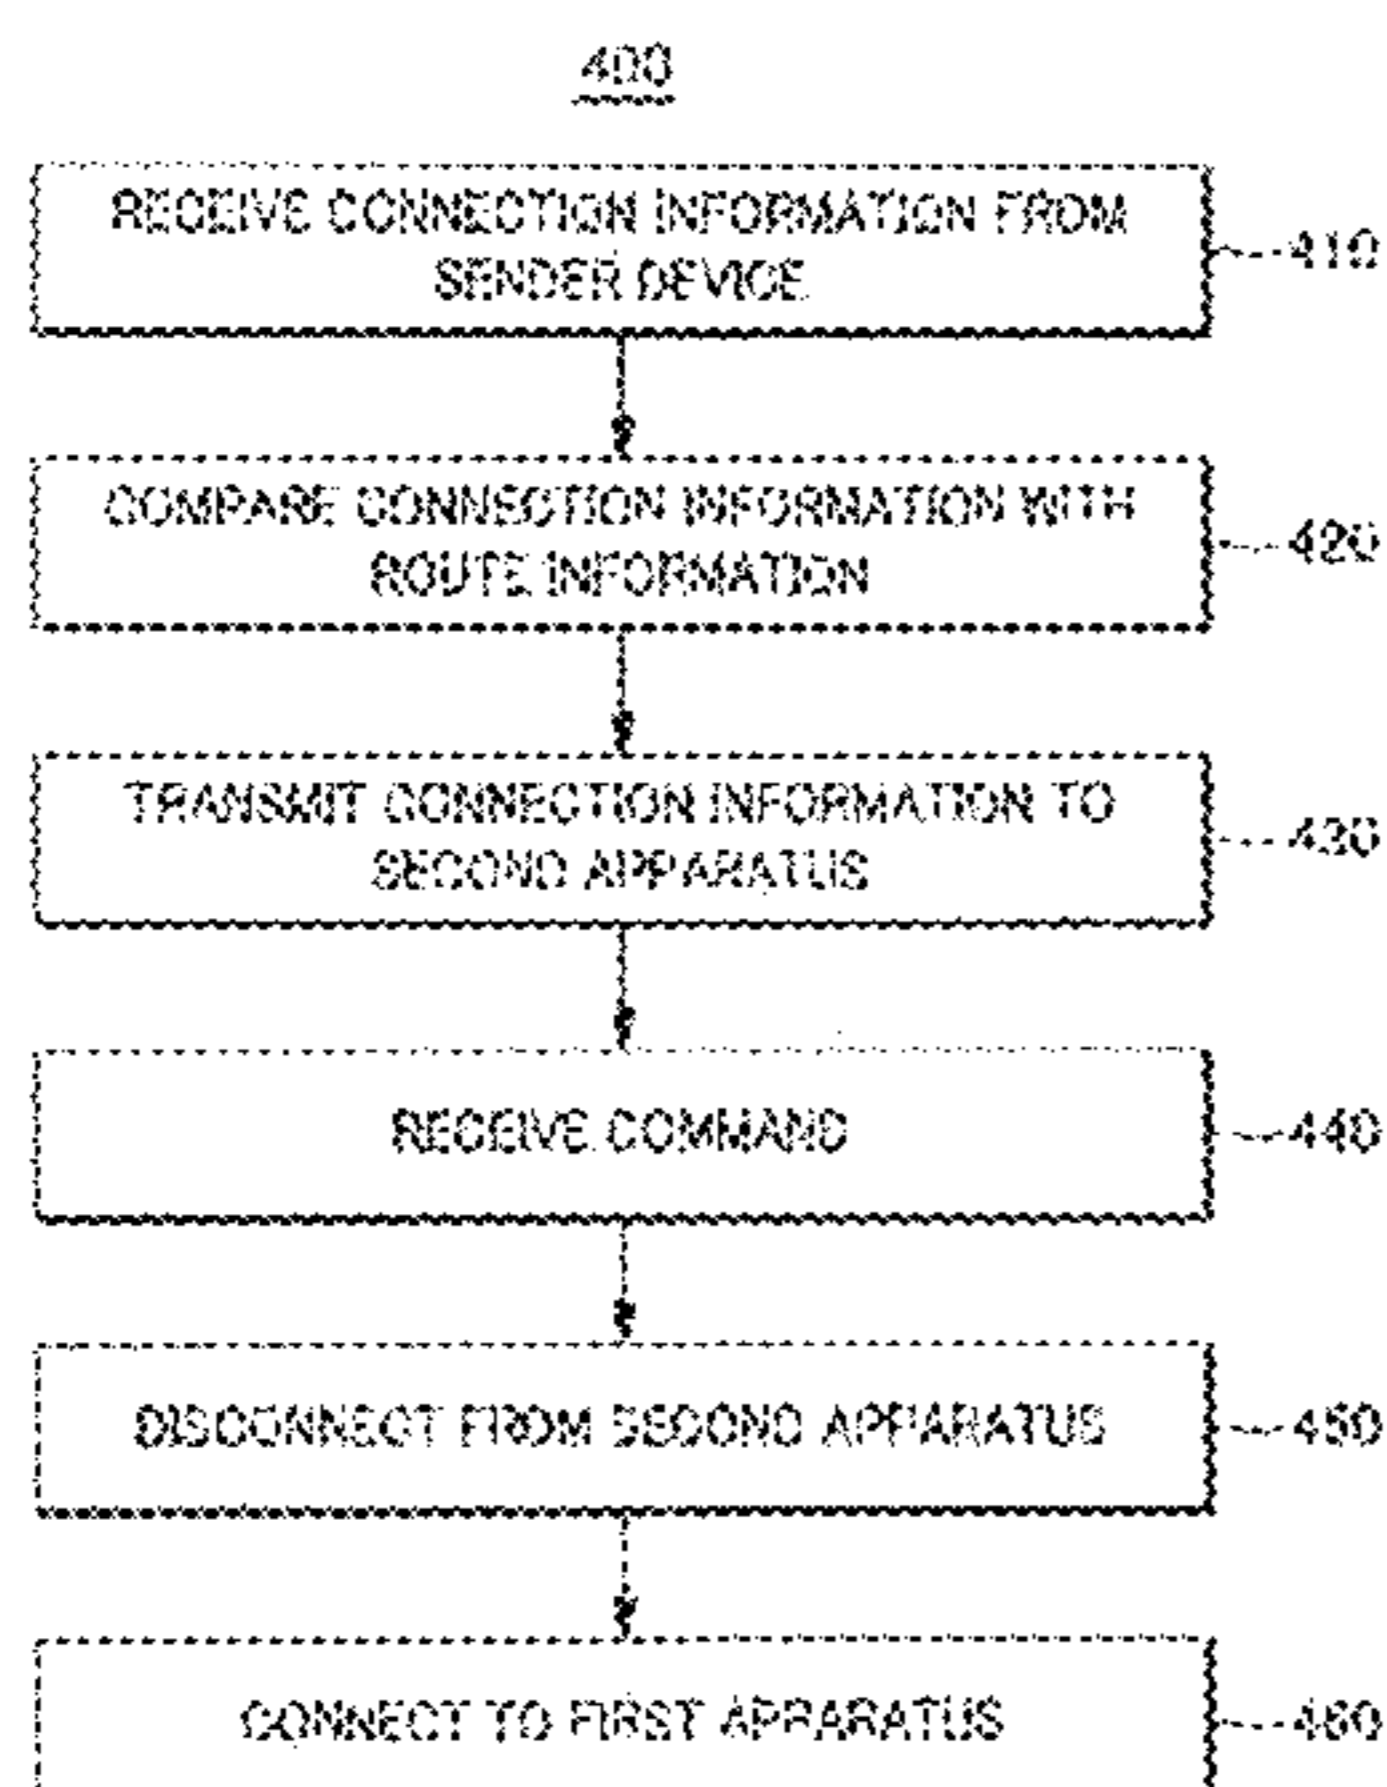 400
RECEIVE CONNECTION INFORMATION FROM
SENDER DEVICE
410
COMPARE CONNECTION INFORMATION WITH
ROUTE INFORMATION
420
TRANSMIT CONNECTION INFORMATION TO
SECOND APPARATUS
430
RECEIVE COMMAND
440
DISCONNECT FROM SECOND APPARATUS
450
CONNECT TO FIRST APPARATUS
460